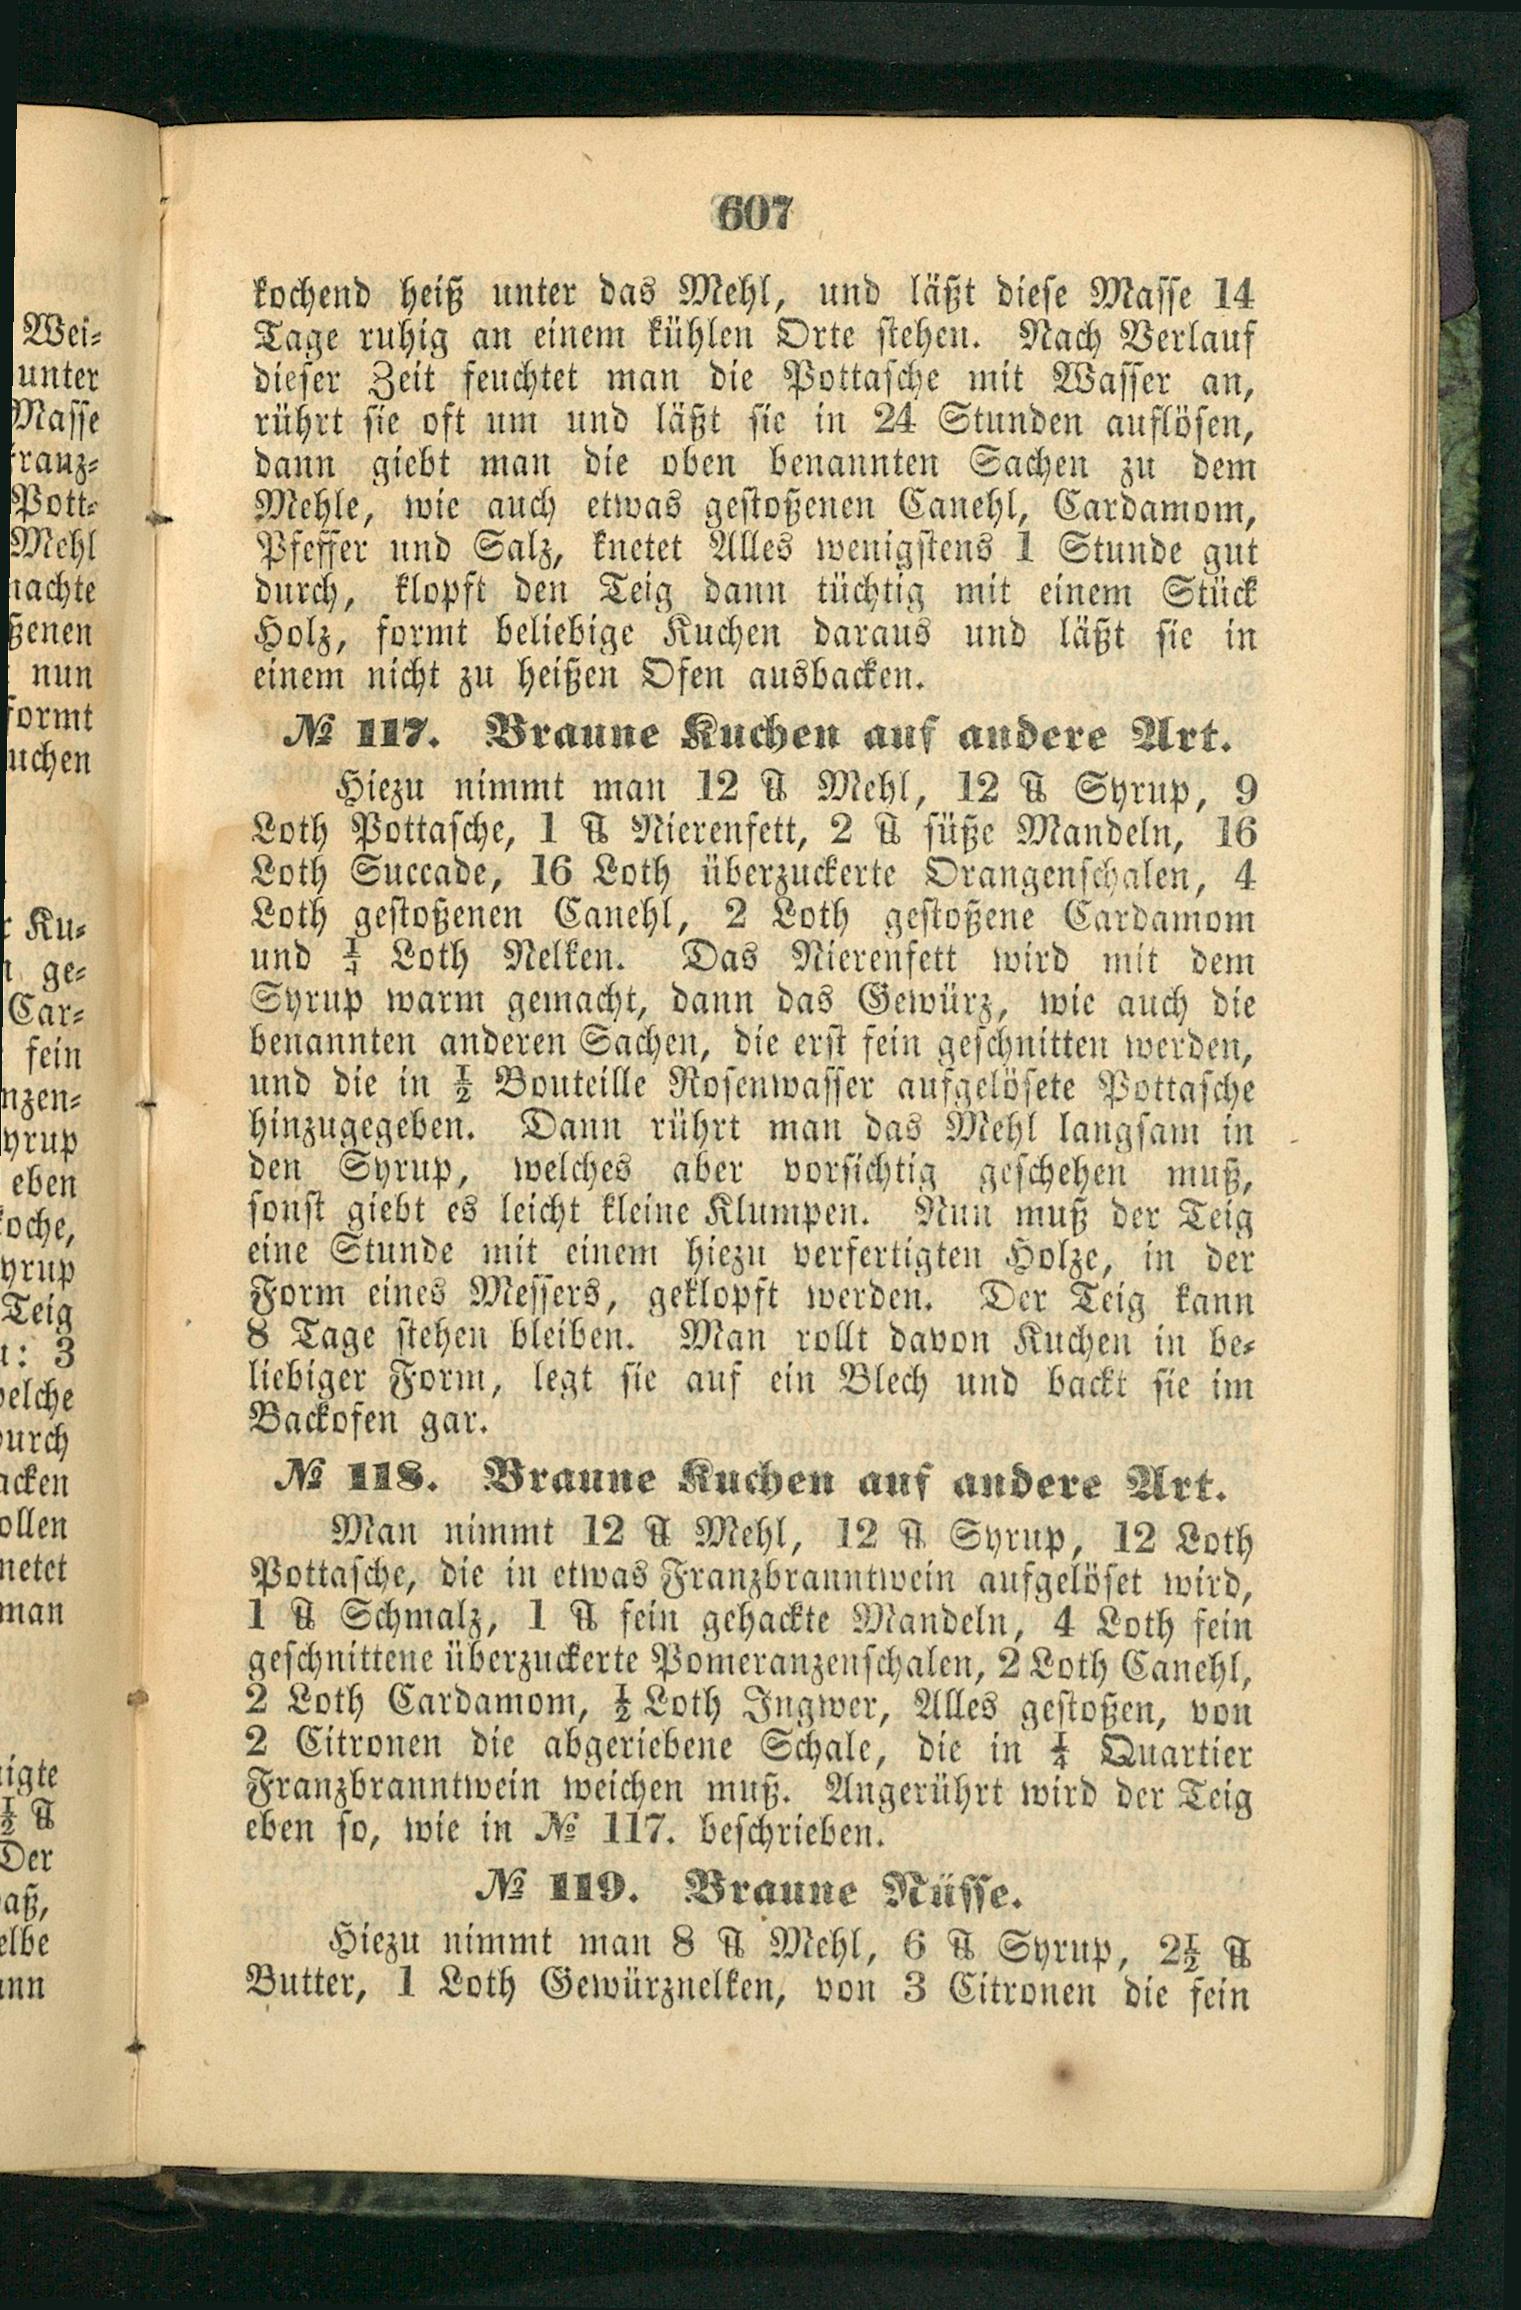 607
kochend heiß unter das Mehl, und läßt diese Masse 14
Tage ruhig an einem kühlen Orte stehen. Nach Verlauf
dieser Zeit feuchtet man die Pottasche mit Wasser an,
rührt sie oft um und läßt sie in 24 Stunden auflösen,
dann giebt man die oben benannten Sachen zu dem
Mehle, wie auch etwas gestoßenen Canehl, Cardamom,
Pfeffer und Salz, knetet Alles wenigstens 1 Stunde gut
durch, klopft den Teig dann tüchtig mit einem Stück
Holz, formt beliebige Kuchen daraus und läßt sie in
einem nicht zu heißen Ofen ausbacken.
№ 117. Braune Kuchen auf andere Art.
Hiezu nimmt man 12 ℔ Mehl, 12 ℔ Syrup, 9
Loth Pottasche, 1 ℔ Nierenfett, 2 ℔ süße Mandeln, 16
Loth Succade, 16 Loth überzuckerte Orangenschalen, 4
Loth gestoßenen Canehl, 2 Loth gestoßene Cardamom
und ¼ Loth Nelken. Das Nierenfett wird mit dem
Syrup warm gemacht, dann das Gewürz, wie auch die
benannten anderen Sachen, die erst fein geschnitten werden,
und die in ½ Bouteille Rosenwasser aufgelösete Pottasche
hinzugegeben. Dann rührt man das Mehl langsam in
den Syrup, welches aber vorsichtig geschehen muß,
sonst giebt es leicht kleine Klumpen. Nun muß der Teig
eine Stunde mit einem hiezu verfertigten Holze, in der
Form eines Messers, geklopft werden. Der Teig kann
8 Tage stehen bleiben. Man rollt davon Kuchen in be-
liebiger Form, legt sie auf ein Blech und backt sie im
Backofen gar.
№ 118. Braune Kuchen auf andere Art.
Man nimmt 12 ℔ Mehl, 12 ℔ Syrup, 12 Loth
Pottasche, die in etwas Franzbranntwein aufgelöset wird,
1 ℔ Schmalz, 1 ℔ fein gehackte Mandeln, 4 Loth fein
geschnittene überzuckerte Pomeranzenschalen, 2 Loth Canehl,
2 Loth Cardamom, ½ Loth Ingwer, Alles gestoßen, von
2 Citronen die abgeriebene Schale, die in ¼ Quartier
Franzbranntwein weichen muß. Angerührt wird der Teig
eben so, wie in № 117. beschrieben.
№ 119. Braune Nüsse.
Hiezu nimmt man 8 ℔ Mehl, 6 ℔ Syrup, 2½ ℔
Butter, 1 Loth Gewürznelken, von 3 Citronen die fein